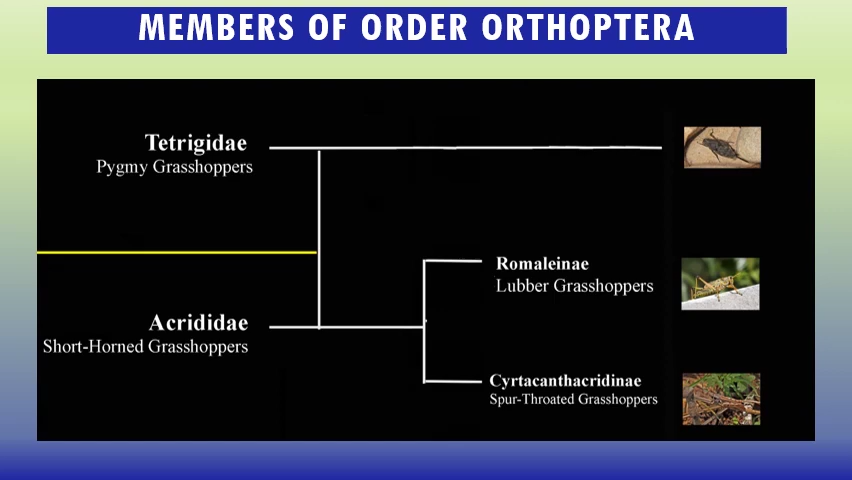 MEMBERS OF ORDER ORTHOPTERA
Tetrigidae
Pygmy Grasshoppers
Romaleinae
Lubber Grasshoppers
Acrididae
Short-Horned Grasshoppers
Cyrtacanthacridinae
Spur-Throated Grasshoppers